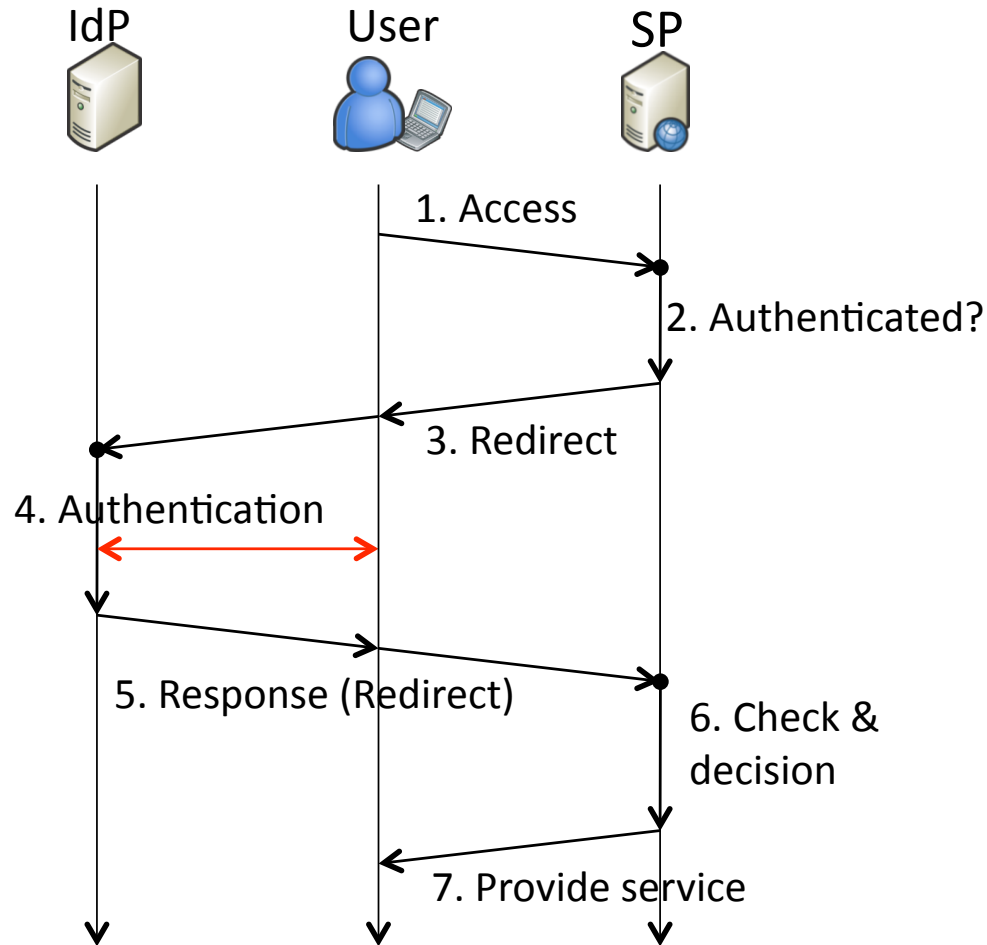 IdP
User
SP
1. Access
2. Authenticated?
3. Redirect
4. Authentication
5. Response (Redirect)
6. Check &
decision
7. Provide service